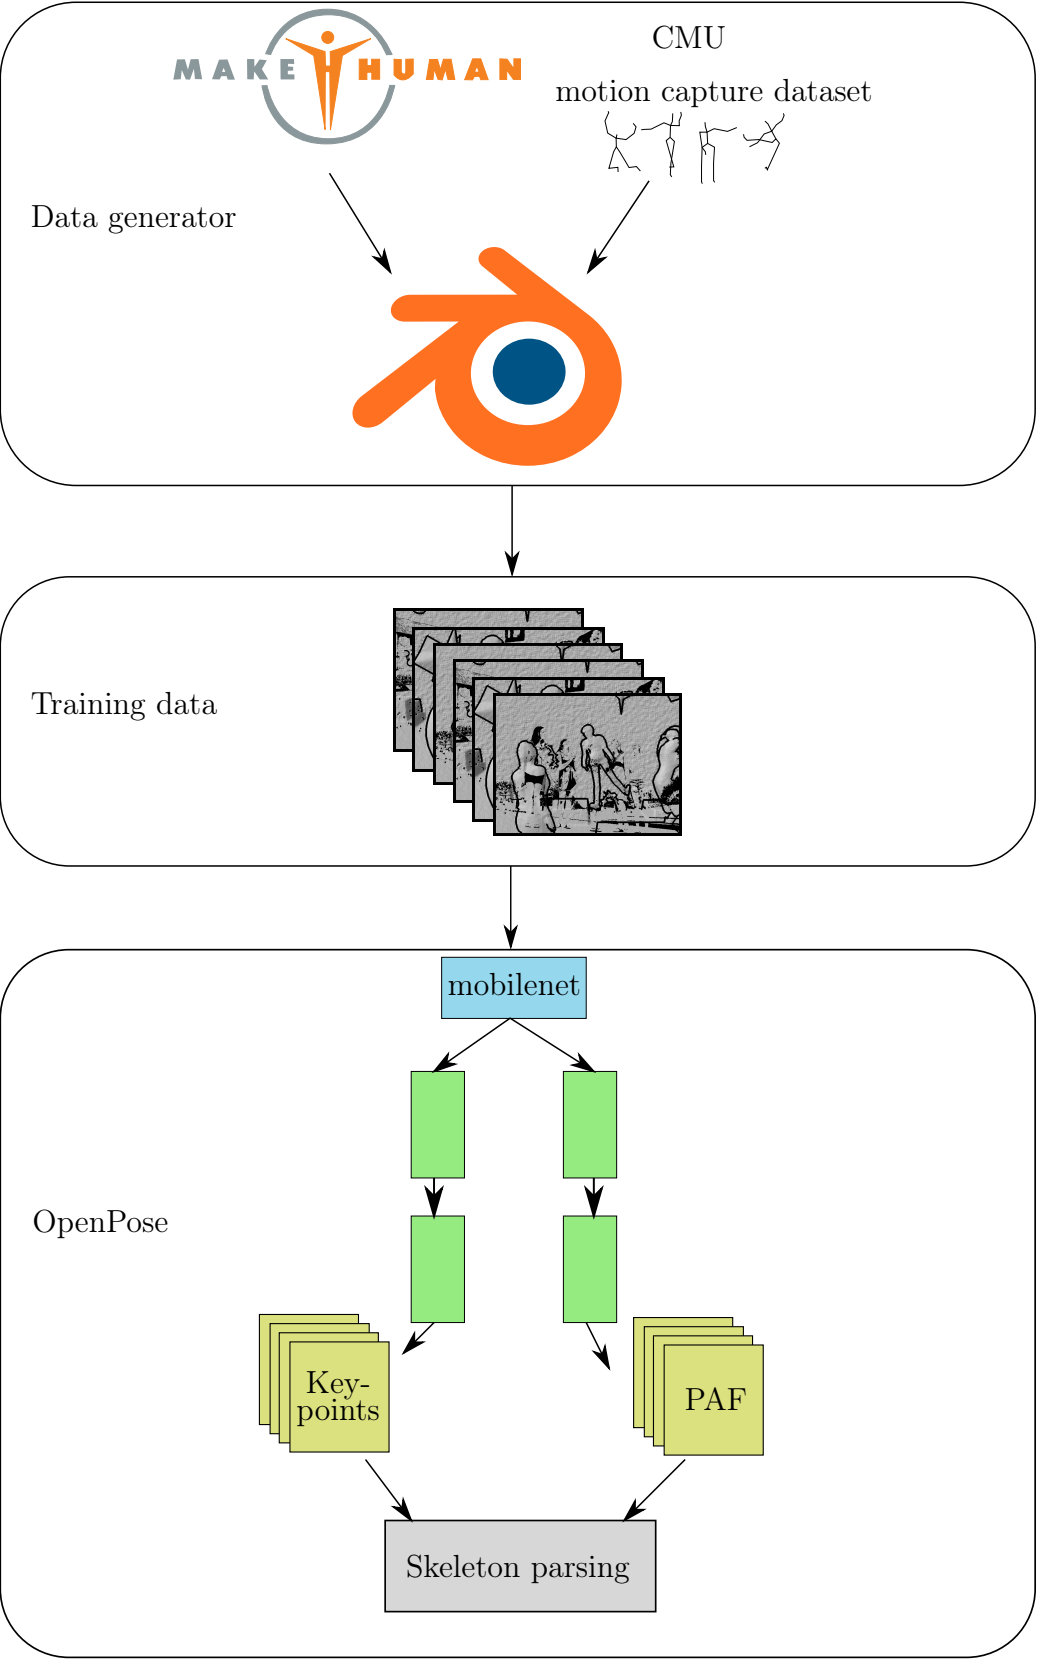 MAKE HUMAN
CMU
motion capture dataset
Data generator
Training data
mobilenet
OpenPose
Key-
points
PAF
Skeleton parsing